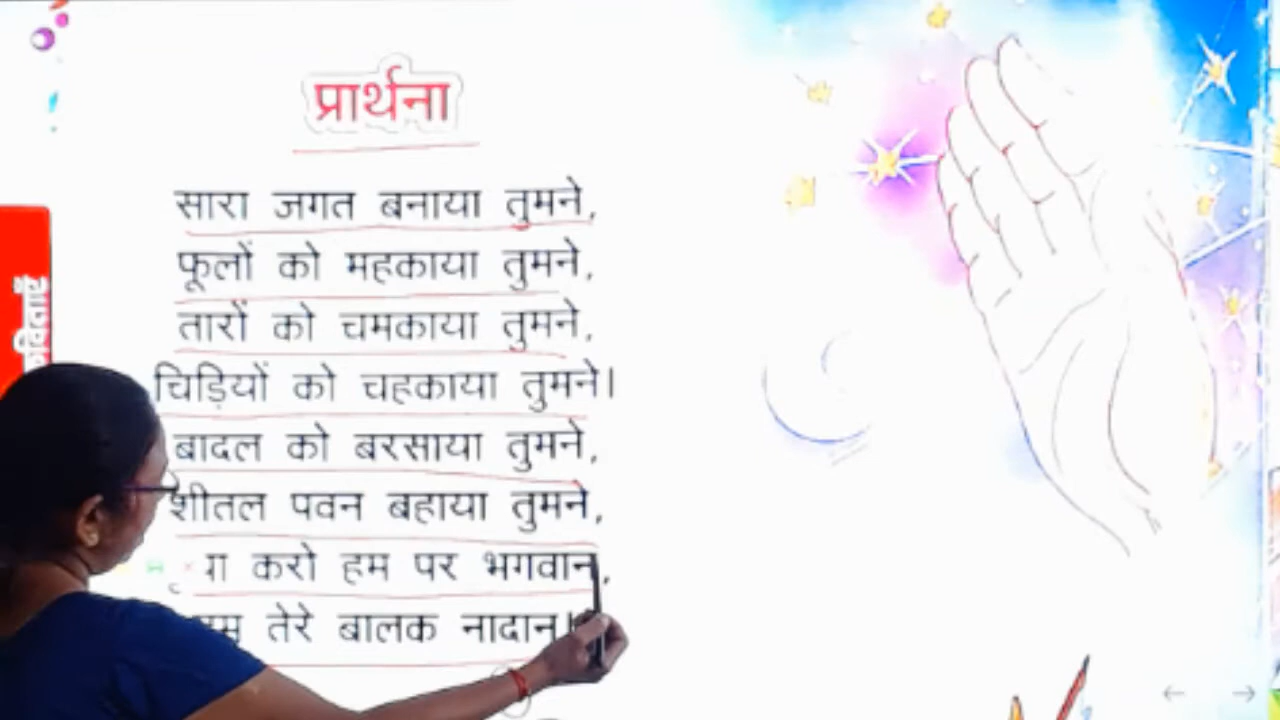 प्रार्थना
सारा जगत बनाया तुमने,
फूलों को महकाया तुमने,
तारों को चमकाया तुमने,
चिड़ियों को चहकाया तुमने।
बादल को बरसाया तुमने,
शीतल पवन बहाया तुमने,
करो हम पर भगवान,
तेरे बालक नादान।